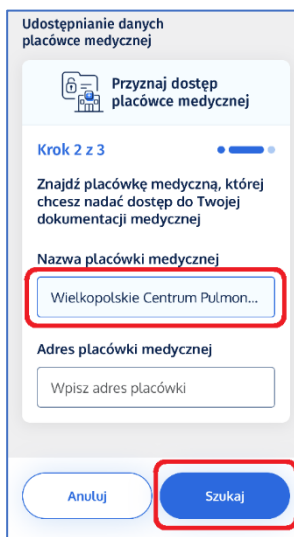 Udostępnianie danych
placówce medycznej
Przyznaj dostęp
placówce medycznej
Krok 2 z 3
Znajdź placówkę medyczną, której
chcesz nadać dostęp do Twojej
dokumentacji medycznej
Nazwa placówki medycznej
Wielkopolskie Centrum Pulmon...
Adres placówki medycznej
Wpisz adres placówki
Anuluj
Szukaj